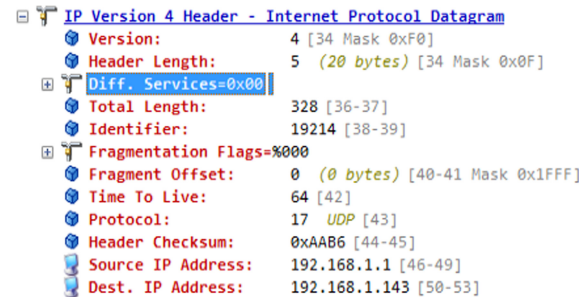 IP Version 4 Header - Internet Protocol Datagram
Version: 4 [34 Mask 0xF0]
Header Length: 5 (20 bytes) [34 Mask 0x0F]
Diff. Services=0x00
Total Length: 328 [36-37]
Identifier: 19214 [38-39]
Fragmentation Flags=%000
Fragment Offset: 0 (0 bytes) [40-41 Mask 0x1FFF]
Time To Live: 64 [42]
Protocol: 17 UDP [43]
Header Checksum: 0xAAB6 [44-45]
Source IP Address: 192.168.1.1 [46-49]
Dest. IP Address: 192.168.1.143 [50-53]